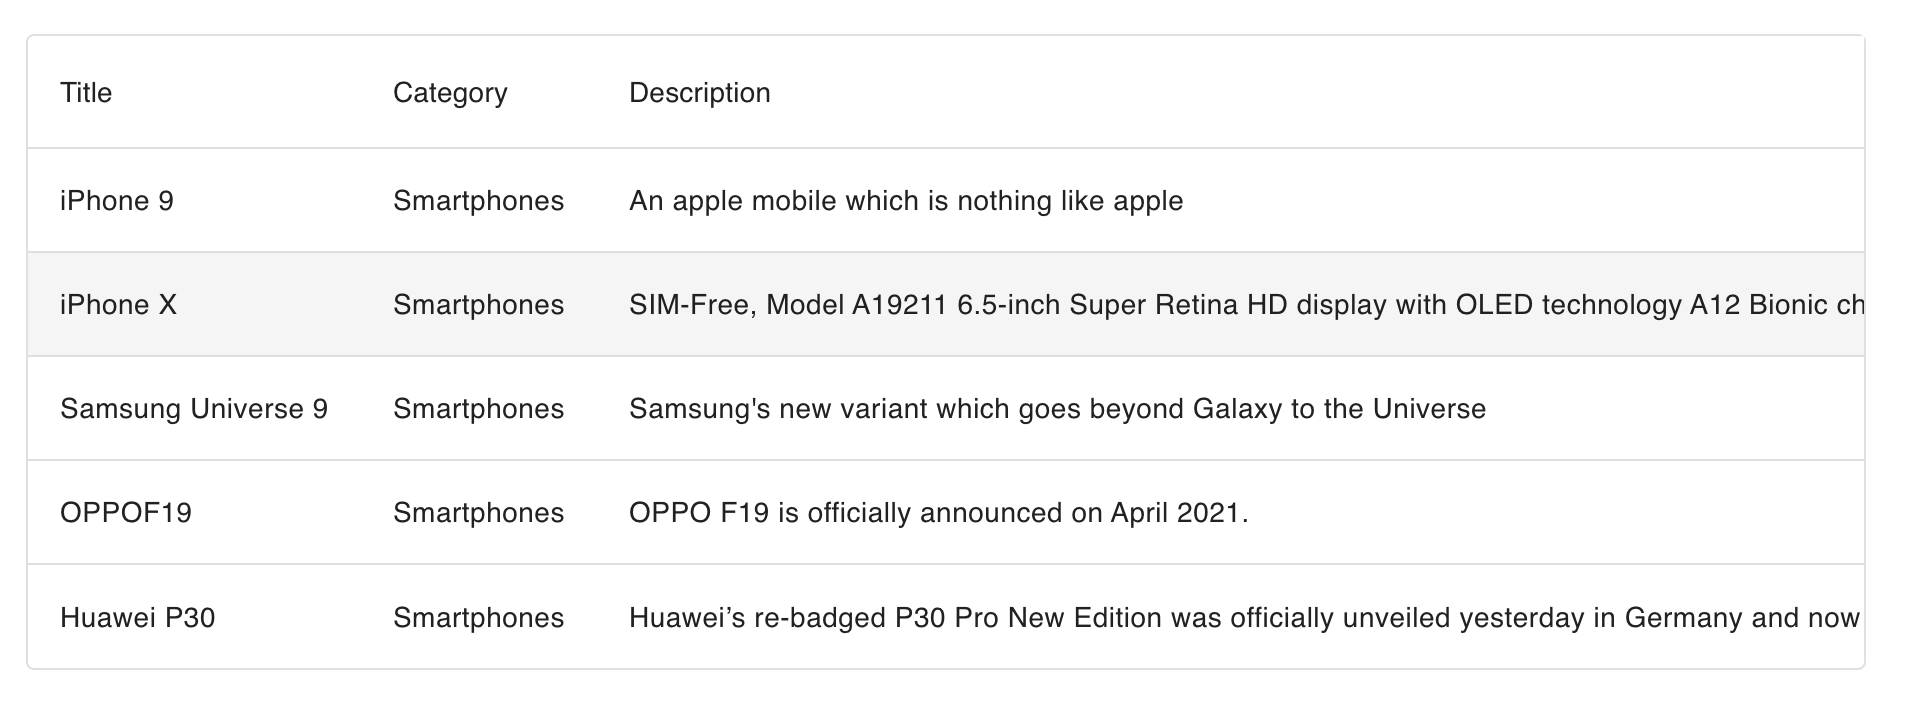 Title Category Description
iPhone 9 Smartphones An apple mobile which is nothing like apple
iPhone X Smartphones SIM-Free, Model A19211 6.5-inch Super Retina HD display with OLED technology A12 Bionic ch
Samsung Universe 9 Smartphones Samsung's new variant which goes beyond Galaxy to the Universe
OPPOF19 Smartphones OPPO F19 is officially announced on April 2021.
Huawei P30 Smartphones Huawei’s re-badged P30 Pro New Edition was officially unveiled yesterday in Germany and now